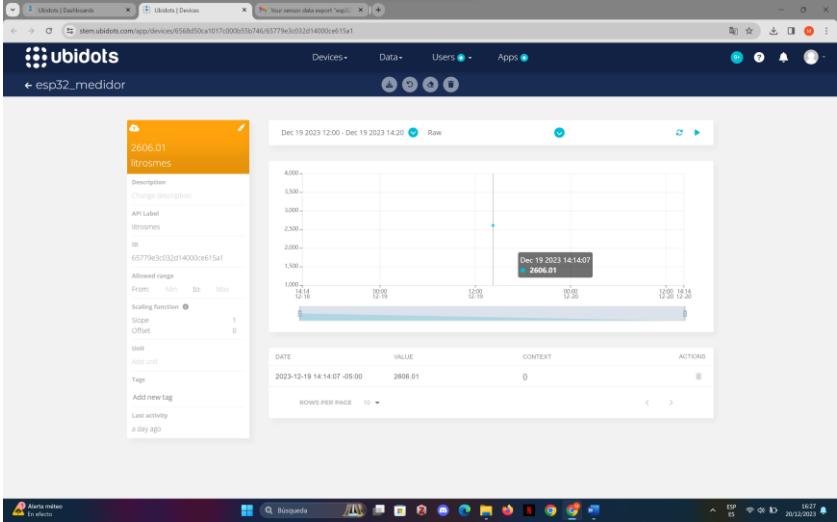 Ubidots | Dashboards
Ubidots | Devices
Your sensor data export "esp32
stem.ubidots.com/app/devices/6568d50ca1017c000b55b746/65779e3c032d14000ce615a1
ubidots
Devices
Data
Users
Apps
9+
esp32_medidor
2606.01
litrosmes
Description
Change description
API Label
litrosmes
ID
65779e3c032d14000ce615a1
Allowed range
From: Min to: Max
Scaling function
Slope 1
Offset 0
Unit
Add unit
Tags
Add new tag
Last activity
a day ago
Dec 19 2023 12:00 - Dec 19 2023 14:20 Raw
4,000
3,500
3,000
2,500
2,000
1,500
1,000
Dec 19 2023 14:14:07
2606.01
14:14 00:00 12:00 00:00 12:00 14:14
12-18 12-19 12-19 12-20 12-20 12-20
DATE VALUE CONTEXT ACTIONS
2023-12-19 14:14:07 -05:00 2606.01 {}
ROWS PER PAGE 10
Alerta méteo
En efecto
Búsqueda
ESP
ES
16:27
20/12/2023